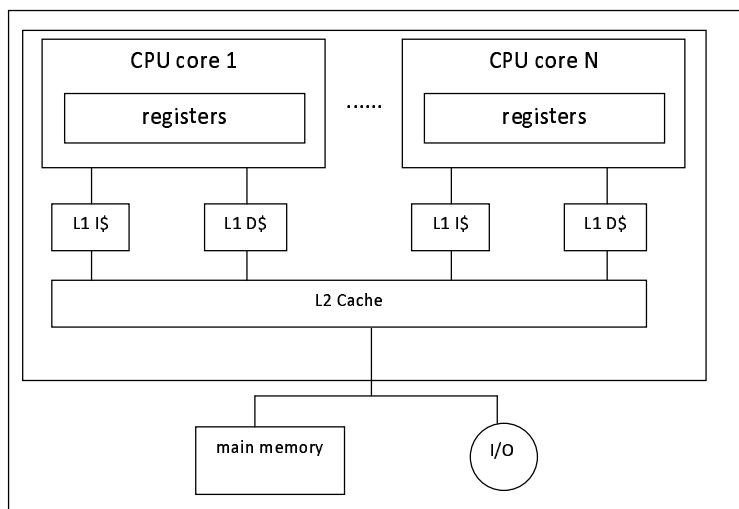 CPU core 1
CPU core N
registers
......
registers
L1 I$
L1 D$
L1 I$
L1 D$
L2 Cache
main memory
I/O